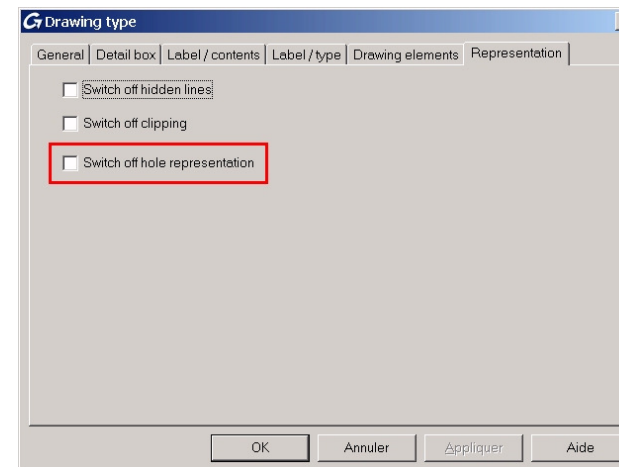 Drawing type
General Detail box Label / contents Label / type Drawing elements Representation
Switch off hidden lines
Switch off clipping
Switch off hole representation
OK Annuler Appliquer Aide